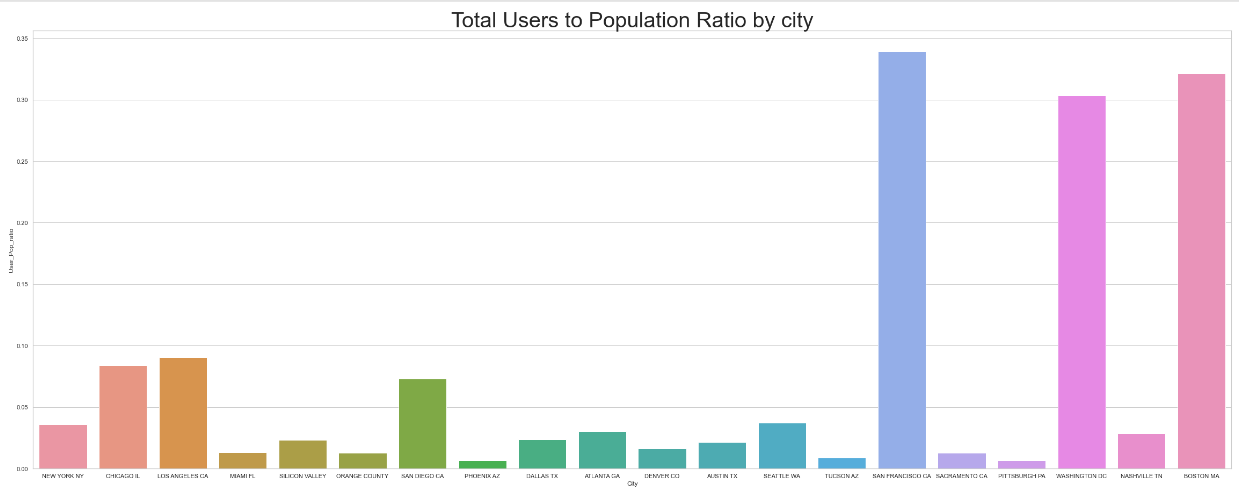 Total Users to Population Ratio by city
0.35
0.30
0.25
0.20
0.15
0.10
0.05
0.00
User_Pop_ratio
NEW YORK NY CHICAGO IL LOS ANGELES CA MIAMI FL SILICON VALLEY ORANGE COUNTY SAN DIEGO CA PHOENIX AZ DALLAS TX ATLANTA GA DENVER CO AUSTIN TX SEATTLE WA TUCSON AZ SAN FRANCISCO CA SACRAMENTO CA PITTSBURGH PA WASHINGTON DC NASHVILLE TN BOSTON MA
City